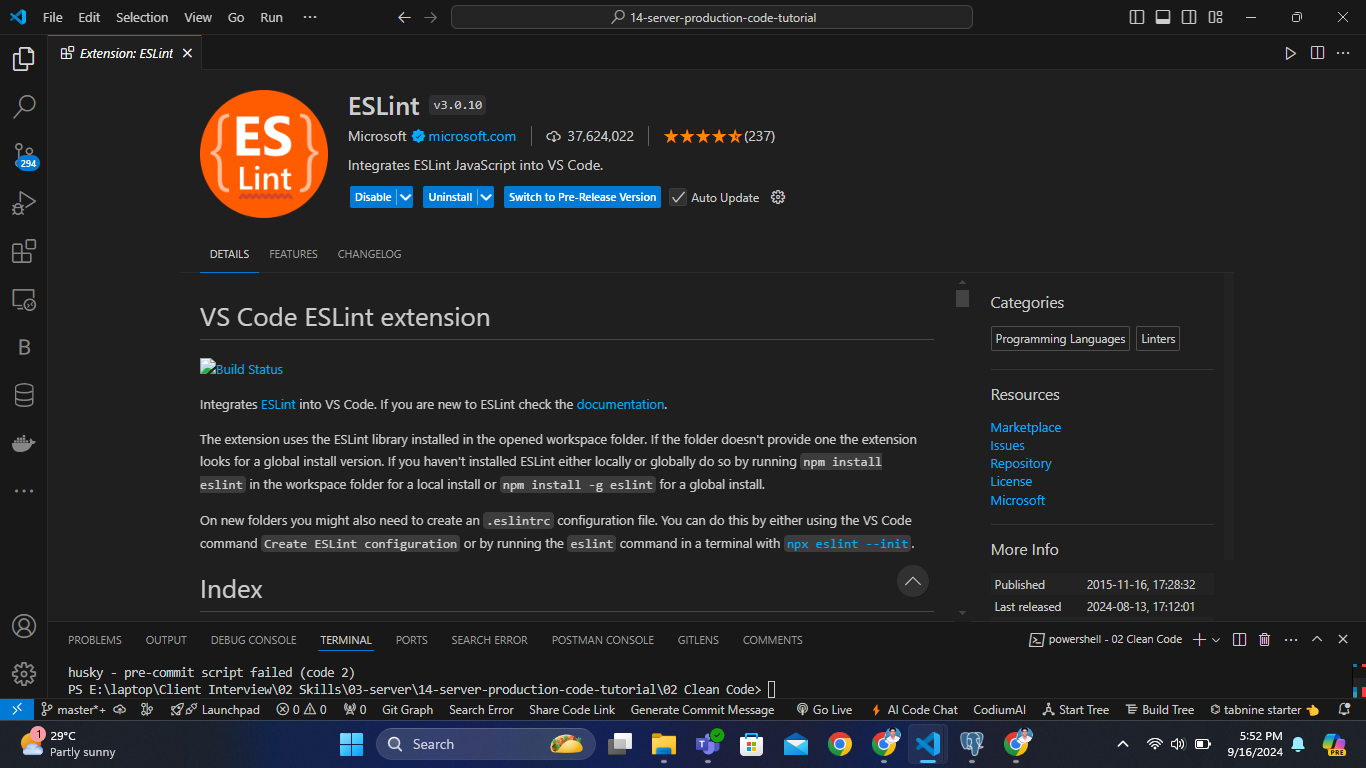 File Edit Selection View Go Run ··· 14-server-production-code-tutorial
Extension: ESLint
294
B
ES
Lint
ESLint v3.0.10
Microsoft microsoft.com 37,624,022 (237)
Integrates ESLint JavaScript into VS Code.
Disable Uninstall Switch to Pre-Release Version Auto Update
DETAILS FEATURES CHANGELOG
VS Code ESLint extension
Build Status
Integrates ESLint into VS Code. If you are new to ESLint check the documentation.
The extension uses the ESLint library installed in the opened workspace folder. If the folder doesn't provide one the extension
looks for a global install version. If you haven't installed ESLint either locally or globally do so by running npm install
eslint in the workspace folder for a local install or npm install -g eslint for a global install.
On new folders you might also need to create an .eslintrc configuration file. You can do this by either using the VS Code
command Create ESLint configuration or by running the eslint command in a terminal with npx eslint --init.
Index
Categories
Programming Languages Linters
Resources
Marketplace
Issues
Repository
License
Microsoft
More Info
Published 2015-11-16, 17:28:32
Last released 2024-08-13, 17:12:01
PROBLEMS OUTPUT DEBUG CONSOLE TERMINAL PORTS SEARCH ERROR POSTMAN CONSOLE GITLENS COMMENTS powershell - 02 Clean Code
husky - pre-commit script failed (code 2)
PS E:\laptop\Client Interview\02 Skills\03-server\14-server-production-code-tutorial\02 Clean Code>
master*+ Launchpad 0 0 0 Git Graph Search Error Share Code Link Generate Commit Message Go Live AI Code Chat CodiumAI Start Tree Build Tree tabnine starter
1
29°C
Partly sunny
Search
PRE
5:52 PM
9/16/2024